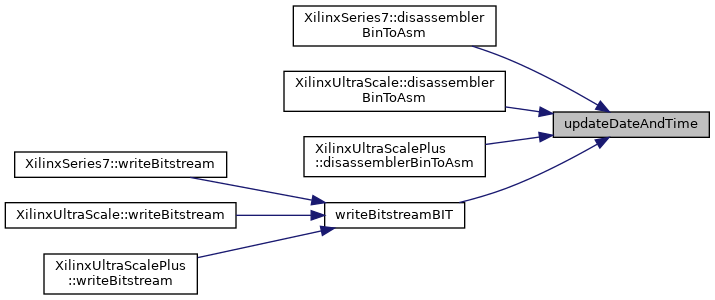 XilinxSeries7::disassembler
BinToAsm
XilinxUltraScale::disassembler
BinToAsm
updateDateAndTime
XilinxUltraScalePlus
::disassemblerBinToAsm
XilinxSeries7::writeBitstream
XilinxUltraScale::writeBitstream
writeBitstreamBIT
XilinxUltraScalePlus
::writeBitstream